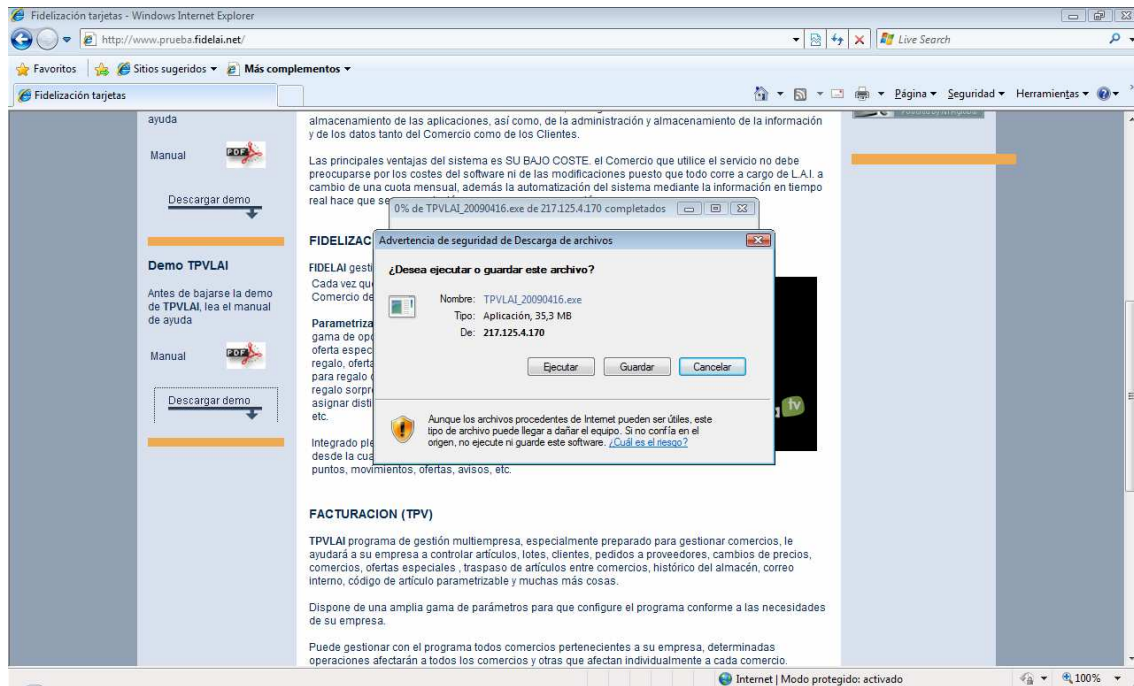 Fidelización tarjetas - Windows Internet Explorer
http://www.prueba.fidelai.net/
Live Search
Favoritos
Sitios sugeridos
Más complementos
Fidelización tarjetas
Página
Seguridad
Herramientas
ayuda
Manual
PDF
Descargar demo
Demo TPVLAI
Antes de bajarse la demo
de TPVLAI, lea el manual
de ayuda
Manual
PDF
Descargar demo
almacenamiento de las aplicaciones, así como, de la administración y almacenamiento de la información
y de los datos tanto del Comercio como de los Clientes.
Las principales ventajas del sistema es SU BAJO COSTE. el Comercio que utilice el servicio no debe
preocuparse por los costes del software ni de las modificaciones puesto que todo corre a cargo de L.A.I. a
cambio de una cuota mensual, además la automatización del sistema mediante la información en tiempo
real hace que se
FIDELIZAC
FIDELAI gesti
Cada vez qu
Comercio de
Parametriza
gama de opc
oferta espec
regalo, oferta
para regalo
regalo sorpr
asignar disti
etc.
Integrado ple
desde la cua
puntos, movimientos, ofertas, avisos, etc.
0% de TPVLAI_20090416.exe de 217.125.4.170 completados
Advertencia de seguridad de Descarga de archivos
¿Desea ejecutar o guardar este archivo?
Nombre: TPVLAI_20090416.exe
Tipo: Aplicación, 35,3 MB
De: 217.125.4.170
Ejecutar
Guardar
Cancelar
Aunque los archivos procedentes de Internet pueden ser útiles, este
tipo de archivo puede llegar a dañar el equipo. Si no confía en el
origen, no ejecute ni guarde este software. ¿Cuál es el riesgo?
tv
FACTURACION (TPV)
TPVLAI programa de gestión multiempresa, especialmente preparado para gestionar comercios, le
ayudará a su empresa a controlar artículos, lotes, clientes, pedidos a proveedores, cambios de precios,
comercios, ofertas especiales , traspaso de artículos entre comercios, histórico del almacén, correo
interno, código de artículo parametrizable y muchas más cosas.
Dispone de una amplia gama de parámetros para que configure el programa conforme a las necesidades
de su empresa.
Puede gestionar con el programa todos comercios pertenecientes a su empresa, determinadas
operaciones afectarán a todos los comercios y otras que afectan individualmente a cada comercio.
Internet | Modo protegido: activado
100%